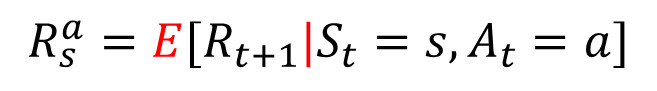 $R_s^a = E[R_{t+1}|S_t = s, A_t = a]$